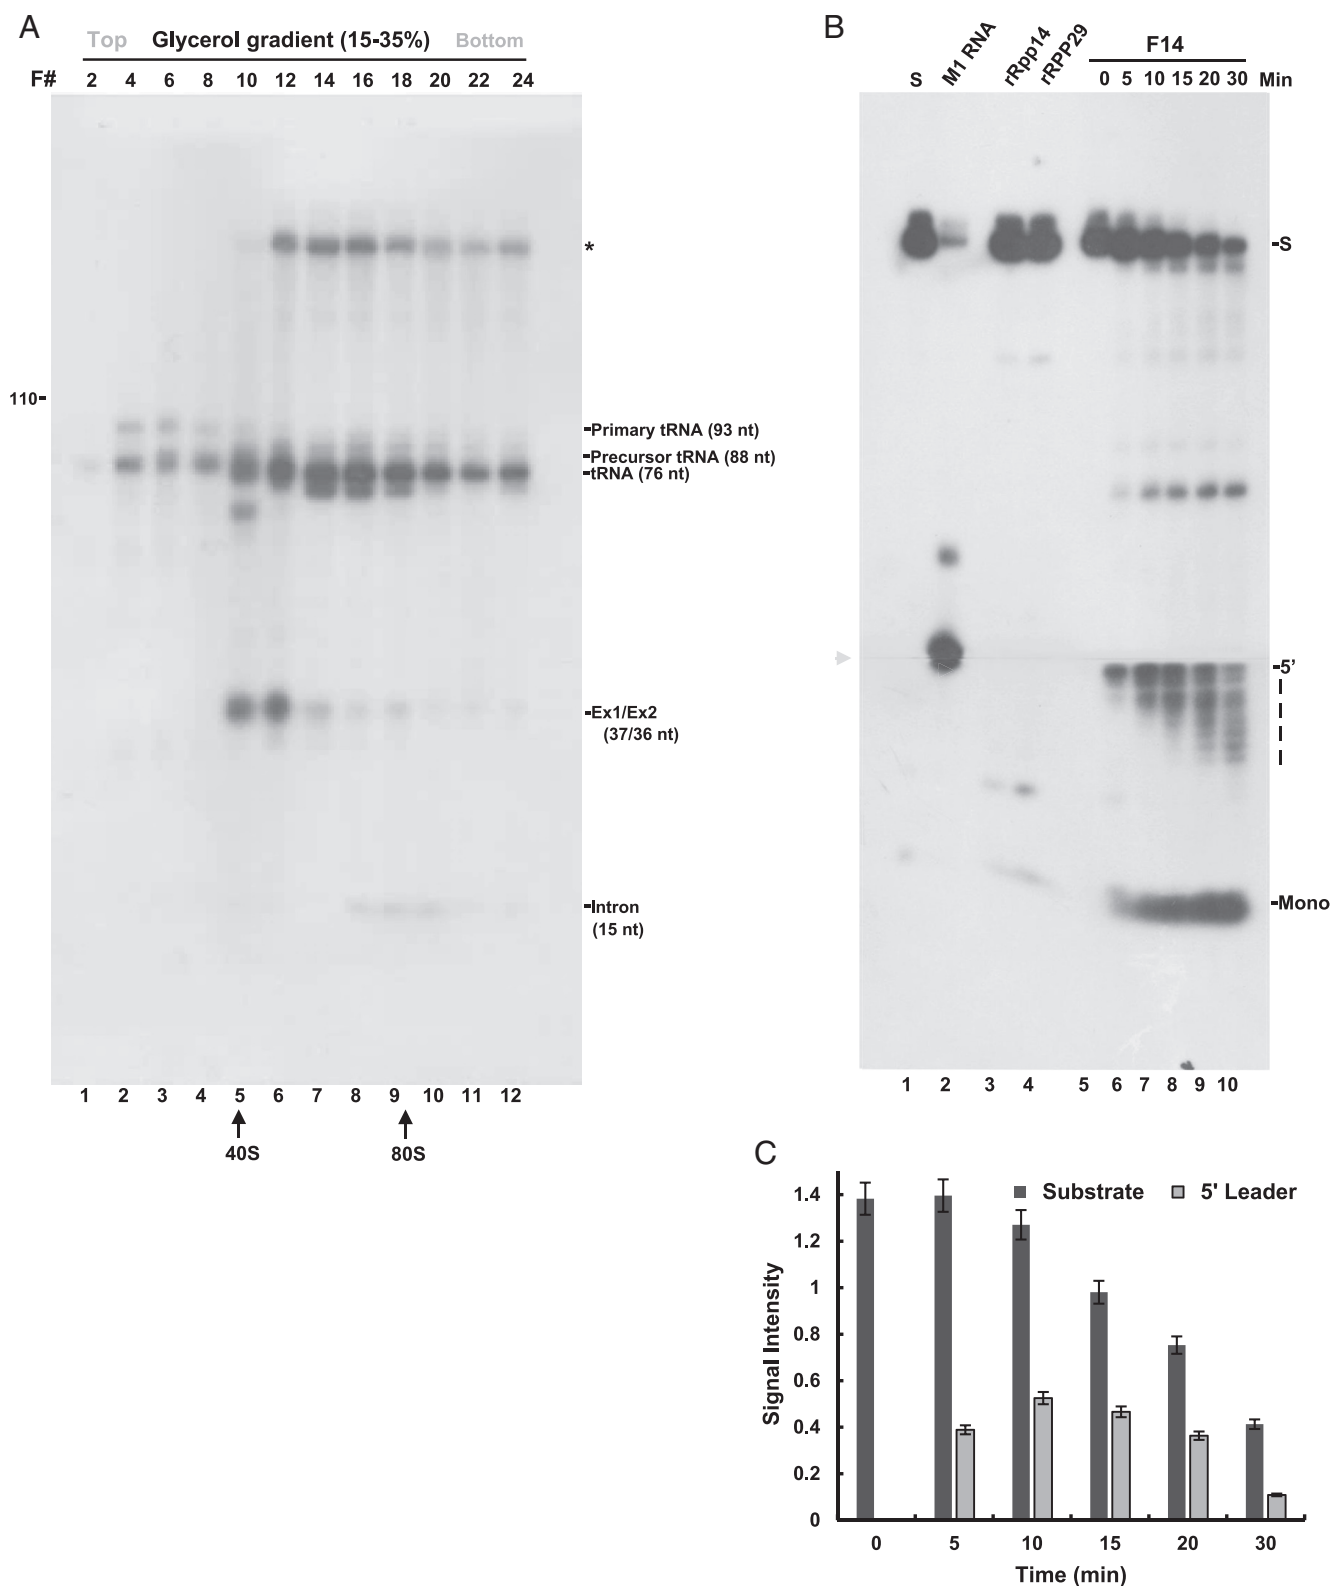 A
Top Glycerol gradient (15-35%) Bottom
F# 2 4 6 8 10 12 14 16 18 20 22 24
*
110-
-Primary tRNA (93 nt)
-Precursor tRNA (88 nt)
-tRNA (76 nt)
-Ex1/Ex2
(37/36 nt)
-Intron
(15 nt)
1 2 3 4 5 6 7 8 9 10 11 12
40S 80S
B
S M1 RNA rRpp14 rRPP29 F14
0 5 10 15 20 30 Min
-S
-5'
-Mono
1 2 3 4 5 6 7 8 9 10
C
Substrate 5' Leader
Signal Intensity
1.4
1.2
1
0.8
0.6
0.4
0.2
0
0 5 10 15 20 30
Time (min)